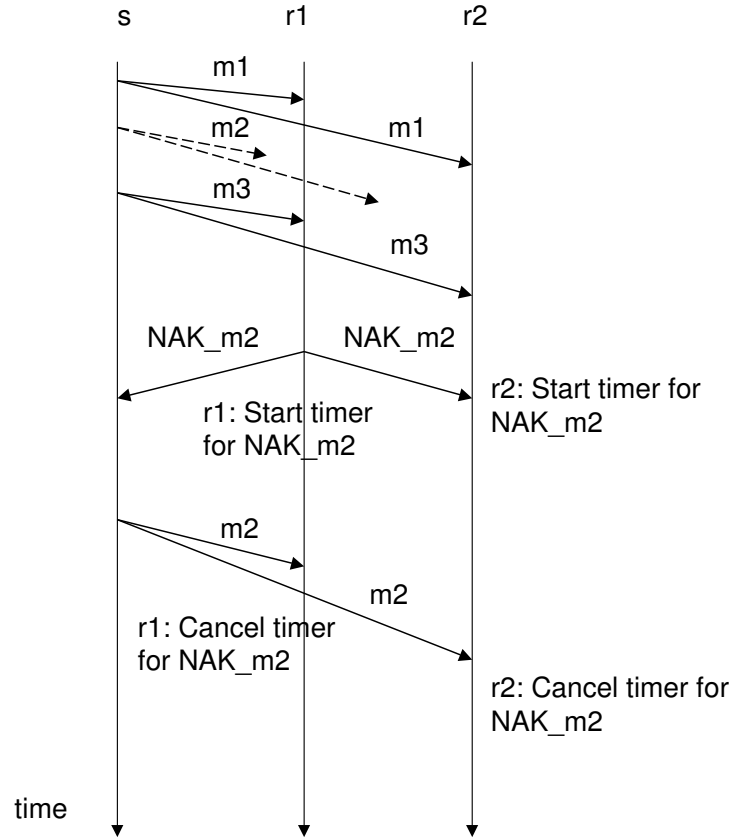 s r1 r2
m1
m1
m2
m3
m3
NAK_m2 NAK_m2
r2: Start timer for
NAK_m2
r1: Start timer
for NAK_m2
m2
m2
r1: Cancel timer
for NAK_m2
r2: Cancel timer for
NAK_m2
time